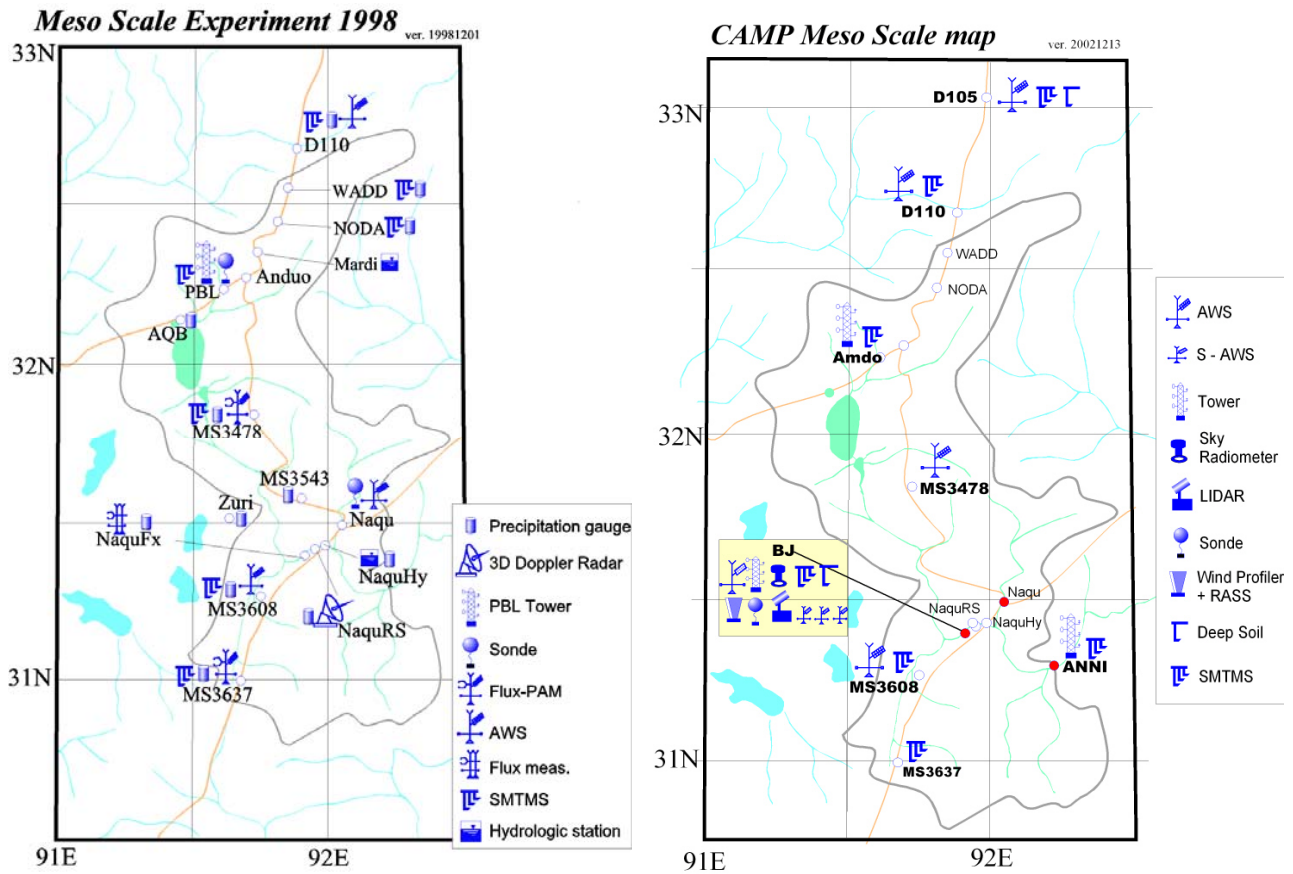 Meso Scale Experiment 1998
ver. 19981201
33N
D110
WADD
NODA
Mardi
Anduo
PBL
AQB
32N
MS3478
MS3543
Zuri
Naqu
NaquFx
NaquHy
MS3608
NaquRS
31N
MS3637
91E
92E
Precipitation gauge
3D Doppler Radar
PBL Tower
Sonde
Flux-PAM
AWS
Flux meas.
SMTMS
Hydrologic station
CAMP Meso Scale map
ver. 20021213
33N
D105
D110
WADD
NODA
Amdo
32N
MS3478
BJ
Naqu
NaquRS
NaquHy
ANNI
MS3608
31N
MS3637
91E
92E
AWS
S - AWS
Tower
Sky
Radiometer
LIDAR
Sonde
Wind Profiler
+ RASS
Deep Soil
SMTMS